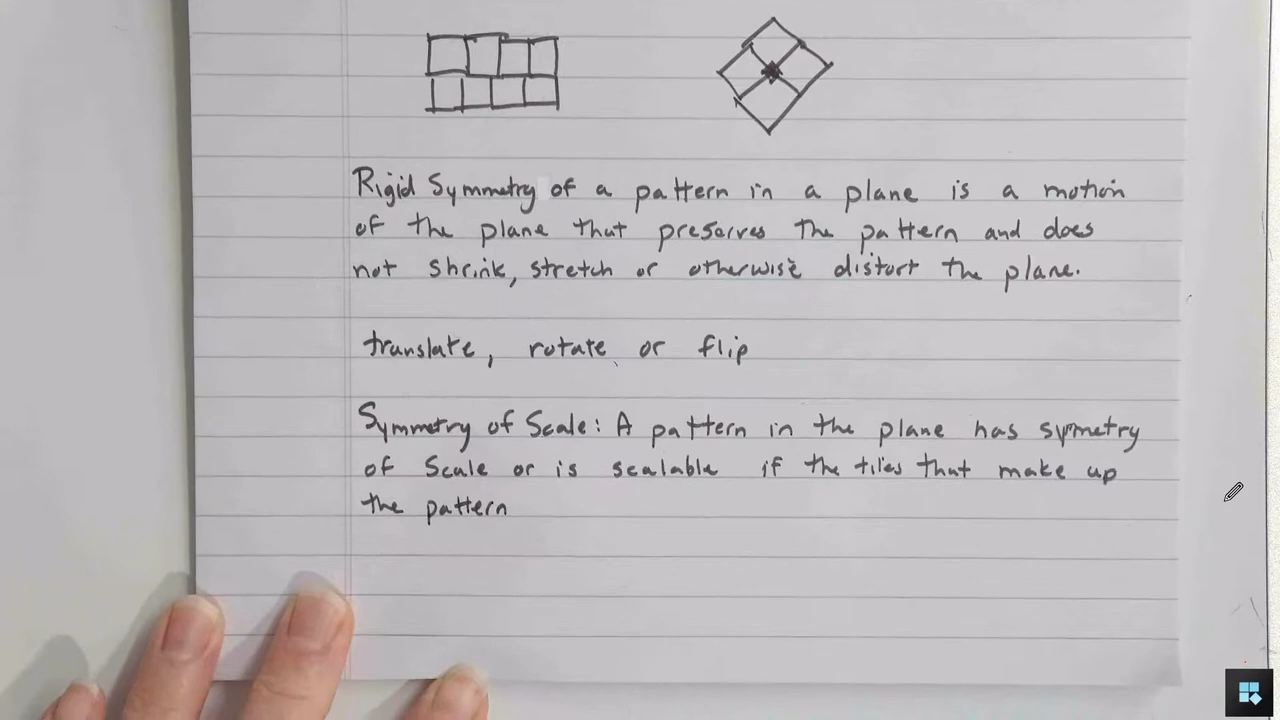 Rigid Symmetry of a pattern in a plane is a motion
of the plane that preserves the pattern and does
not shrink, stretch or otherwise distort the plane.
translate, rotate or flip
Symmetry of Scale: A pattern in the plane has symmetry
of Scale or is scalable if the tiles that make up
the pattern